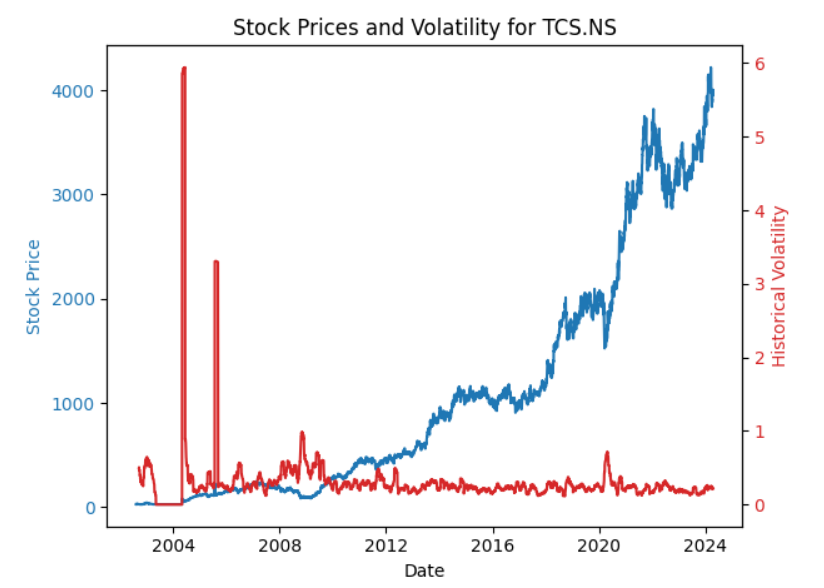 Stock Prices and Volatility for TCS.NS
4000
3000
2000
1000
0
Stock Price
6
5
4
3
2
1
0
Historical Volatility
2004 2008 2012 2016 2020 2024
Date